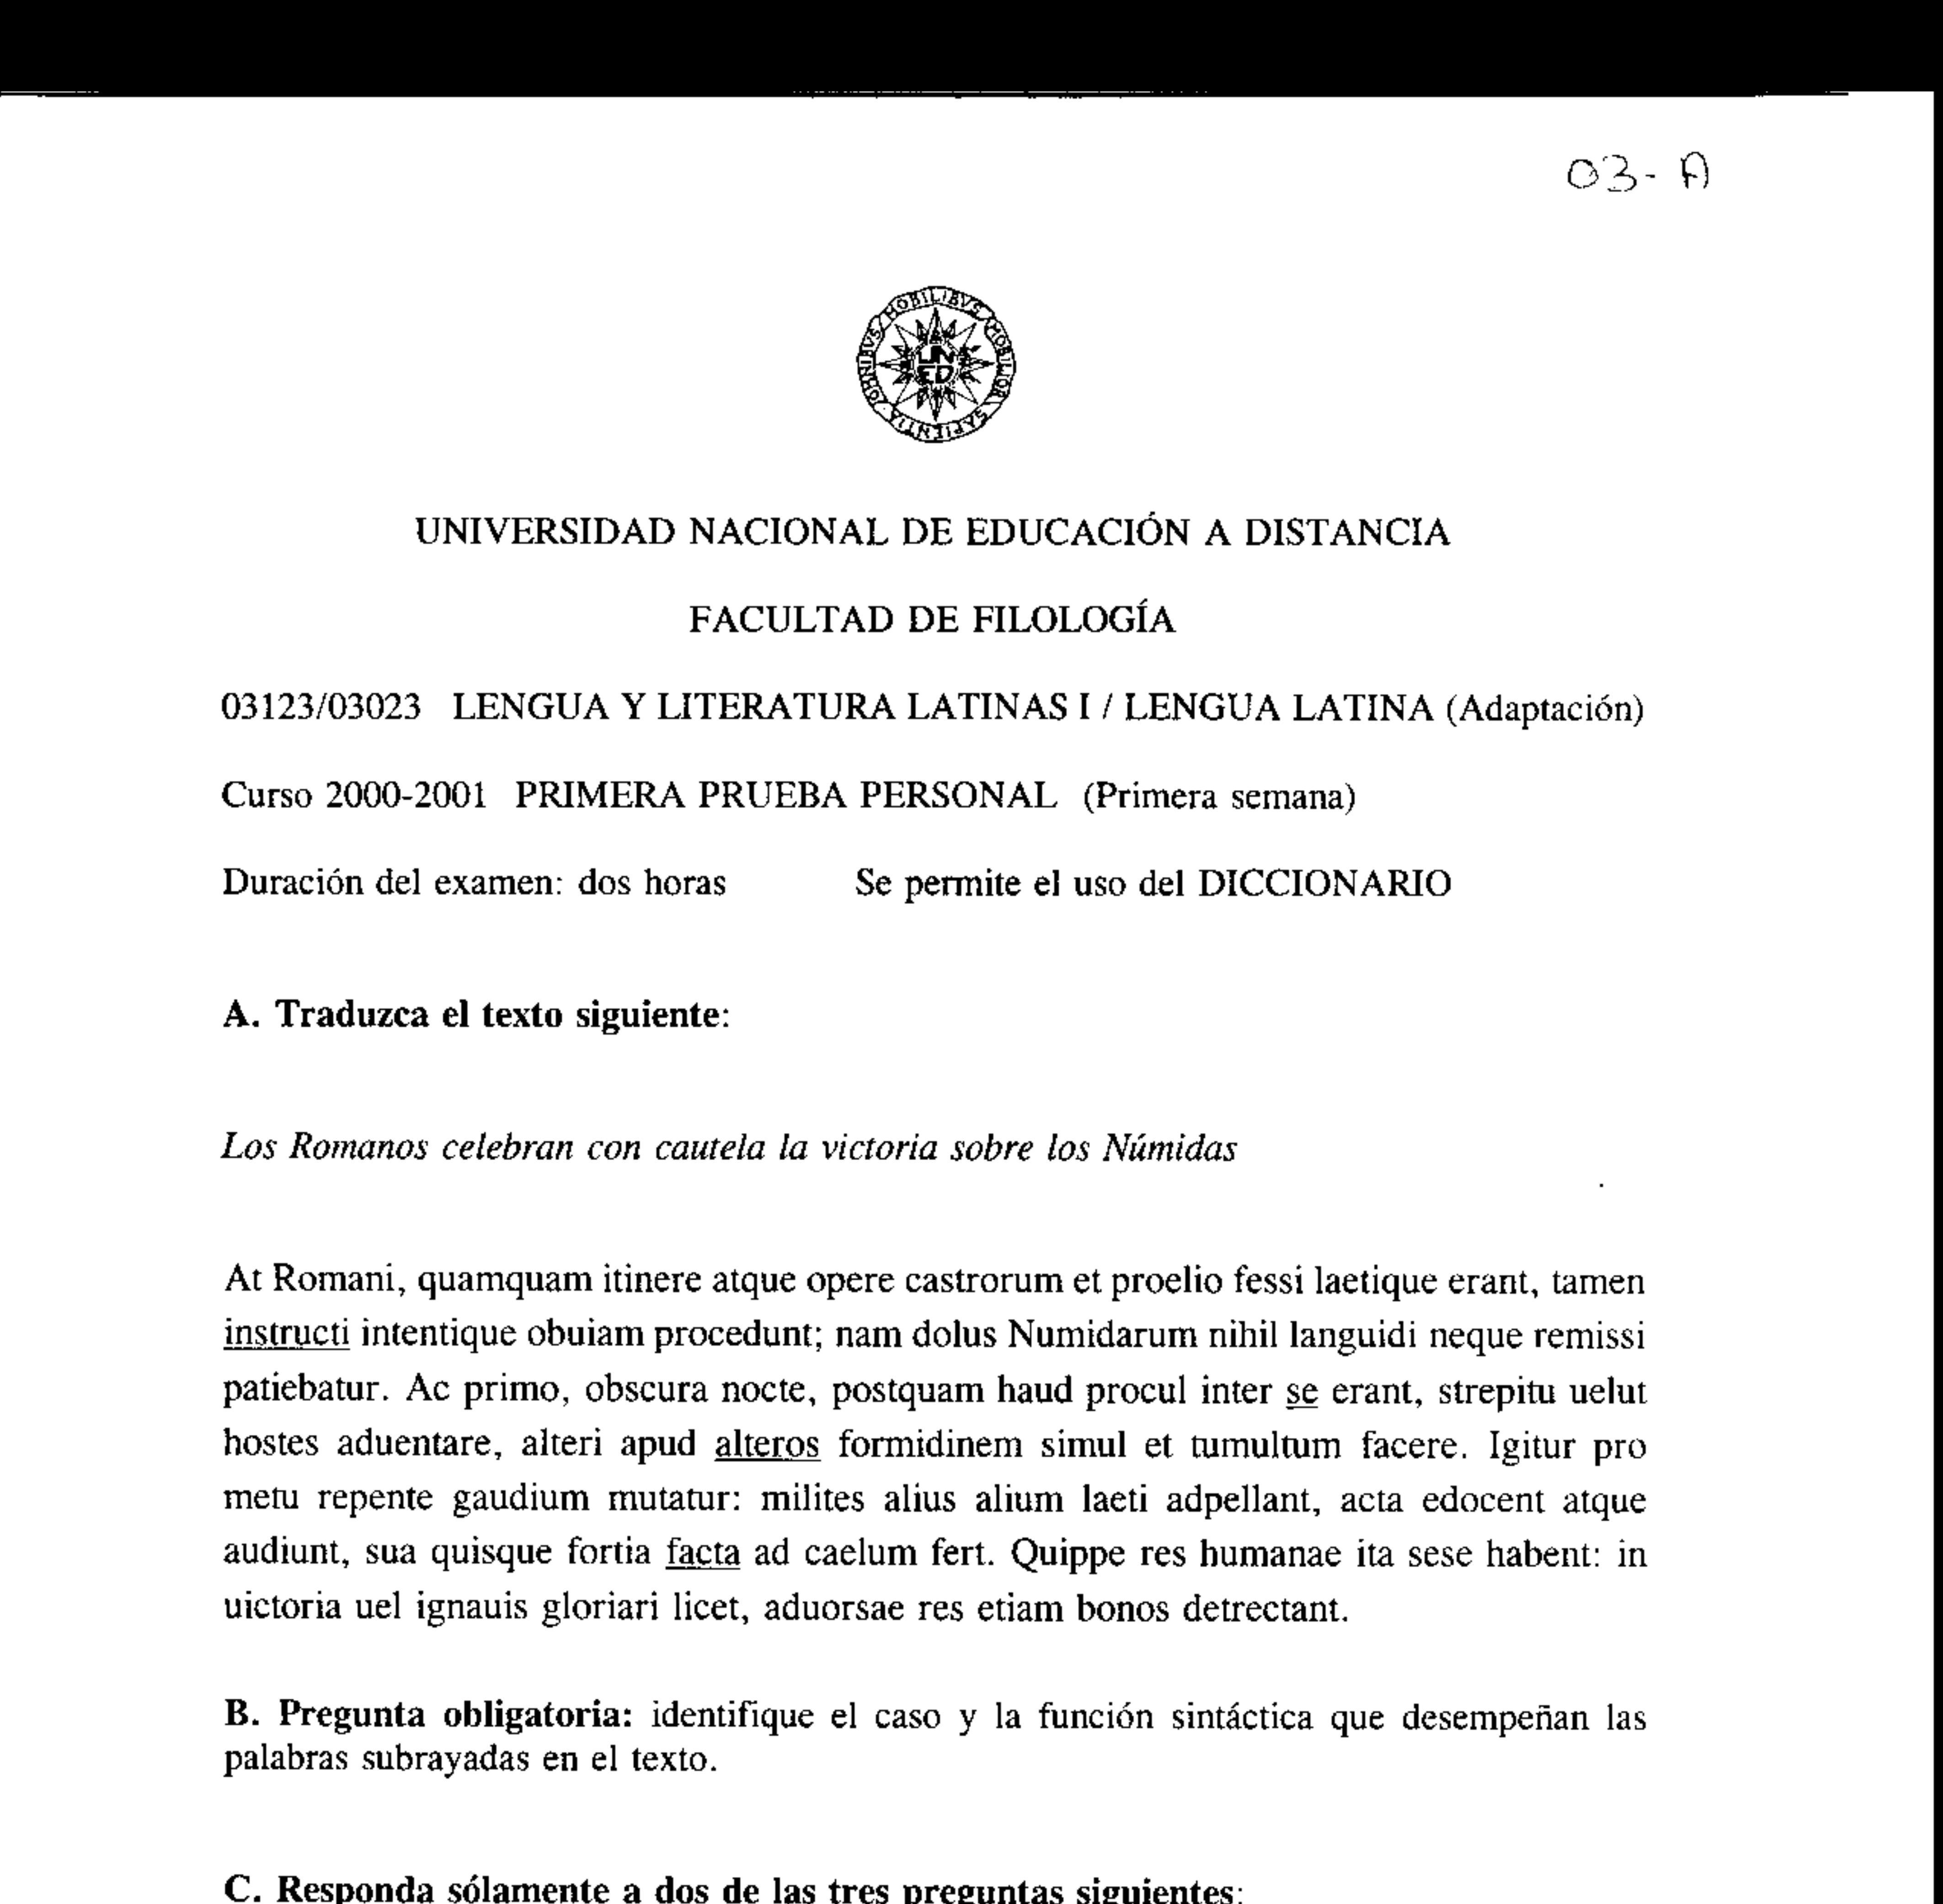 03-A
OMNIBVS MOBILIBVS MOBILIOR SAPIENTIA
UN
ED
UNIVERSIDAD NACIONAL DE EDUCACIÓN A DISTANCIA
FACULTAD DE FILOLOGÍA
03123/03023 LENGUA Y LITERATURA LATINAS I / LENGUA LATINA (Adaptación)
Curso 2000-2001 PRIMERA PRUEBA PERSONAL (Primera semana)
Duración del examen: dos horas Se permite el uso del DICCIONARIO
A. Traduzca el texto siguiente:
Los Romanos celebran con cautela la victoria sobre los Númidas
At Romani, quamquam itinere atque opere castrorum et proelio fessi laetique erant, tamen
instructi intentique obuiam procedunt; nam dolus Numidarum nihil languidi neque remissi
patiebatur. Ac primo, obscura nocte, postquam haud procul inter se erant, strepitu uelut
hostes aduentare, alteri apud alteros formidinem simul et tumultum facere. Igitur pro
metu repente gaudium mutatur: milites alius alium laeti adpellant, acta edocent atque
audiunt, sua quisque fortia facta ad caelum fert. Quippe res humanae ita sese habent: in
uictoria uel ignauis gloriari licet, aduorsae res etiam bonos detrectant.
B. Pregunta obligatoria: identifique el caso y la función sintáctica que desempeñan las
palabras subrayadas en el texto.
C. Responda sólamente a dos de las tres preguntas siguientes: